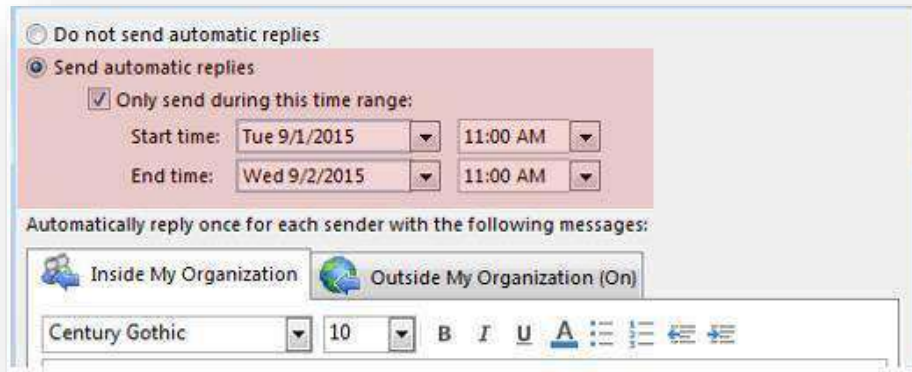 Do not send automatic replies
Send automatic replies
Only send during this time range:
Start time: Tue 9/1/2015 11:00 AM
End time: Wed 9/2/2015 11:00 AM
Automatically reply once for each sender with the following messages:
Inside My Organization Outside My Organization (On)
Century Gothic 10 B I U A